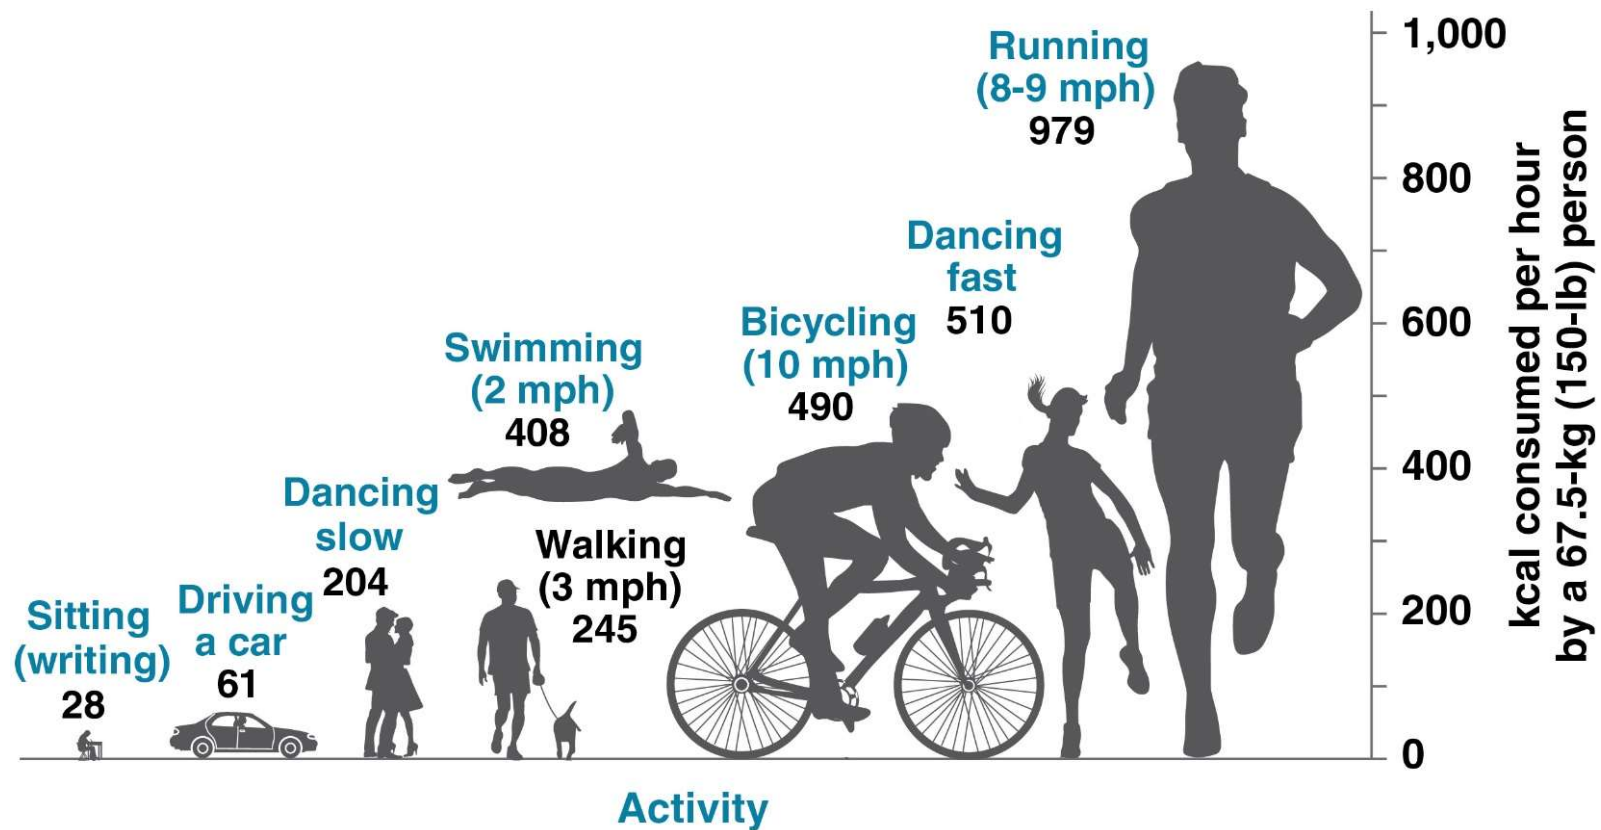 Sitting
(writing)
28
Driving
a car
61
Dancing
slow
204
Swimming
(2 mph)
408
Walking
(3 mph)
245
Bicycling
(10 mph)
490
Dancing
fast
510
Running
(8-9 mph)
979
1,000
800
600
400
200
0
kcal consumed per hour
by a 67.5-kg (150-lb) person
Activity